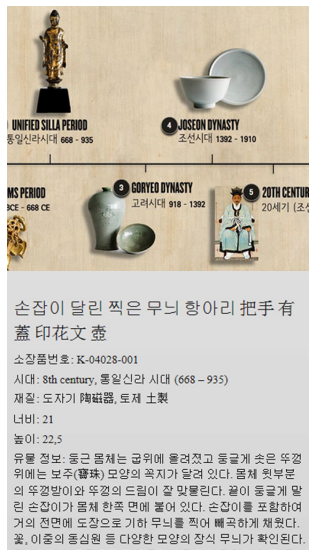 UNIFIED SILLA PERIOD
통일신라시대 668 - 935
4 JOSEON DYNASTY
조선시대 1392 - 1910
MS PERIOD
BCE - 668 CE
3 GORYEO DYNASTY
고려시대 918 - 1392
5 20TH CENTUR
20세기 (조선
손잡이 달린 찍은 무늬 항아리 把手 有
蓋 印花文 壺
소장품번호: K-04028-001
시대: 8th century, 통일신라 시대 (668 – 935)
재질: 도자기 陶磁器, 토제 土製
너비: 21
높이: 22,5
유물 정보: 둥근 몸체는 굽위에 올려졌고 둥글게 솟은 뚜껑
위에는 보주(寶珠) 모양의 꼭지가 달려 있다. 몸체 윗부분
의 뚜껑받이와 뚜껑의 드림이 잘 맞물린다. 끝이 둥글게 말
린 손잡이가 몸체 한쪽 면에 붙어 있다. 손잡이를 포함하여
거의 전면에 도장으로 기하 무늬를 찍어 빼곡하게 채웠다.
꽃, 이중의 동심원 등 다양한 모양의 장식 무늬가 확인된다.